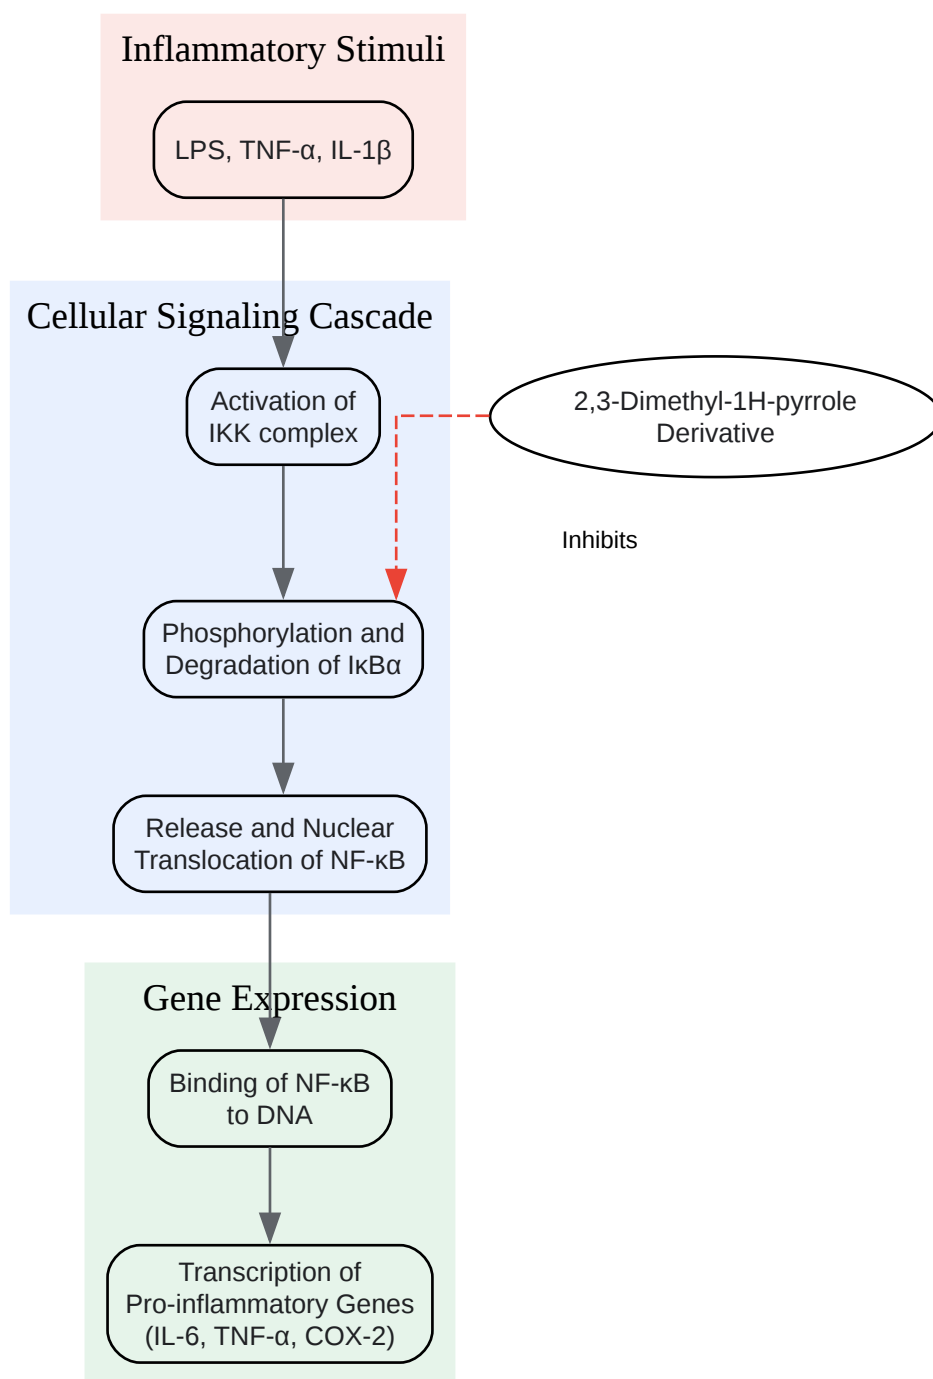 Inflammatory Stimuli
LPS, TNF-α, IL-1β
Cellular Signaling Cascade
Activation of
IKK complex
2,3-Dimethyl-1H-pyrrole
Derivative
Inhibits
Phosphorylation and
Degradation of IκBα
Release and Nuclear
Translocation of NF-κB
Gene Expression
Binding of NF-κB
to DNA
Transcription of
Pro-inflammatory Genes
(IL-6, TNF-α, COX-2)